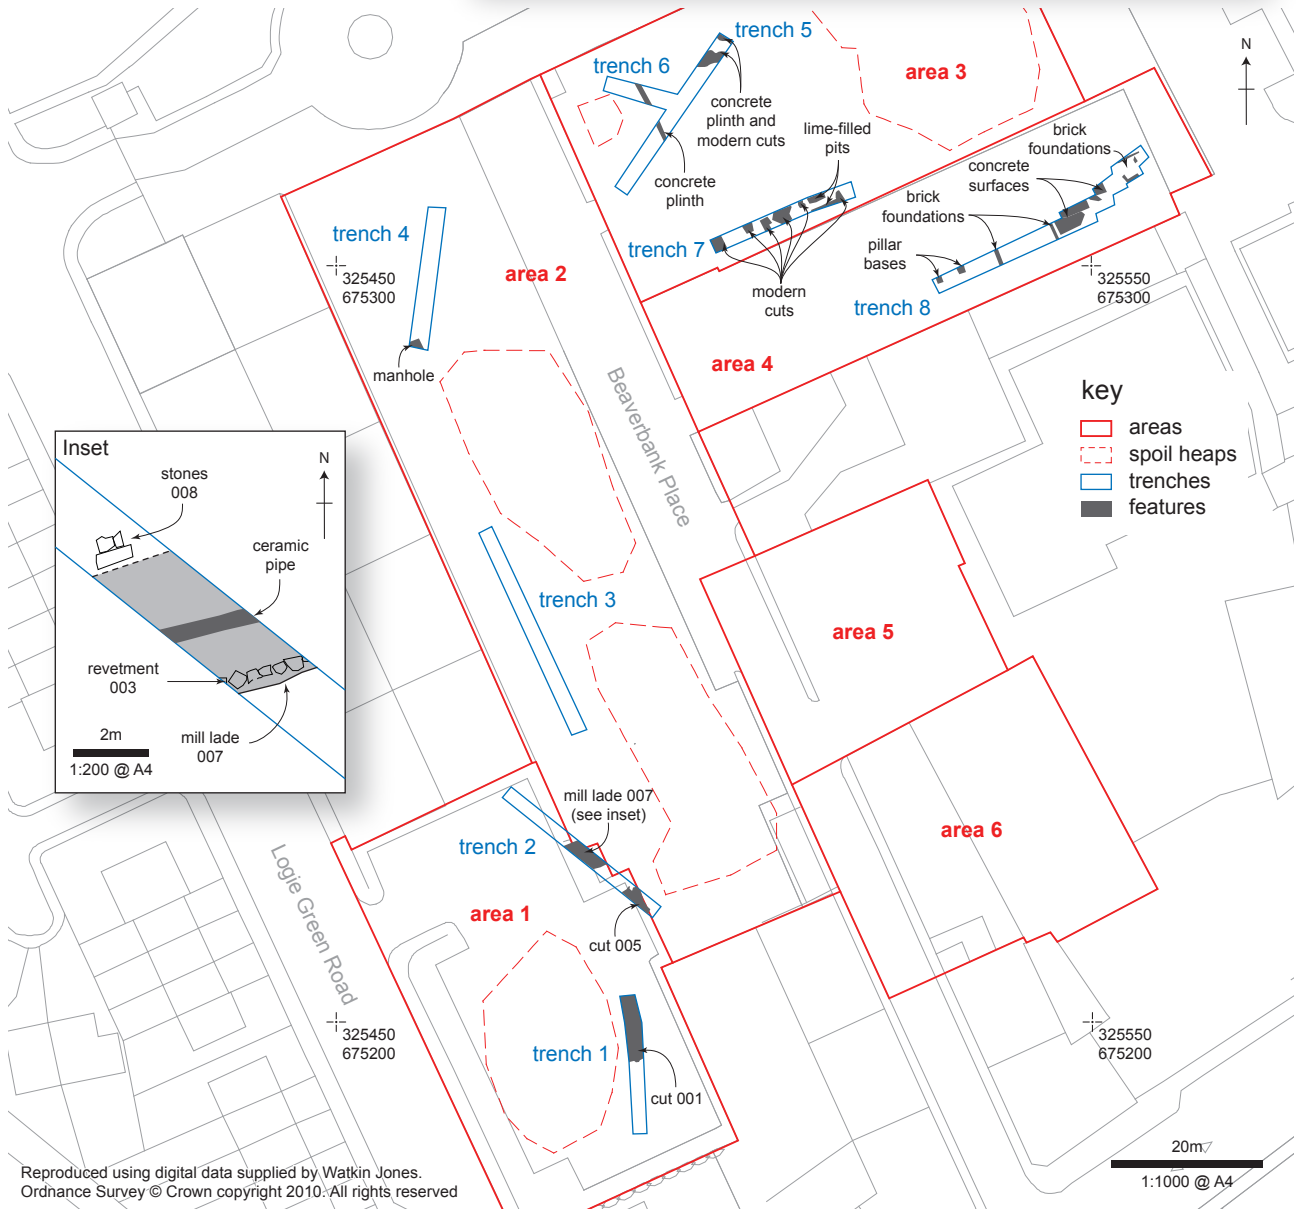 trench 5
trench 6
area 3
N
concrete
plinth and
modern cuts
lime-filled
pits
brick
foundations
concrete
surfaces
concrete
plinth
brick
foundations
trench 4
trench 7
pillar
bases
area 2
325450
675300
325550
675300
modern
cuts
trench 8
manhole
area 4
Beaverbank Place
key
areas
spoil heaps
trenches
features
Inset
N
stones
008
ceramic
pipe
revetment
003
mill lade
007
2m
1:200 @ A4
trench 3
area 5
mill lade 007
(see inset)
trench 2
area 6
Logie Green Road
area 1
cut 005
325450
675200
325550
675200
trench 1
cut 001
20m
1:1000 @ A4
Reproduced using digital data supplied by Watkin Jones.
Ordnance Survey © Crown copyright 2010. All rights reserved